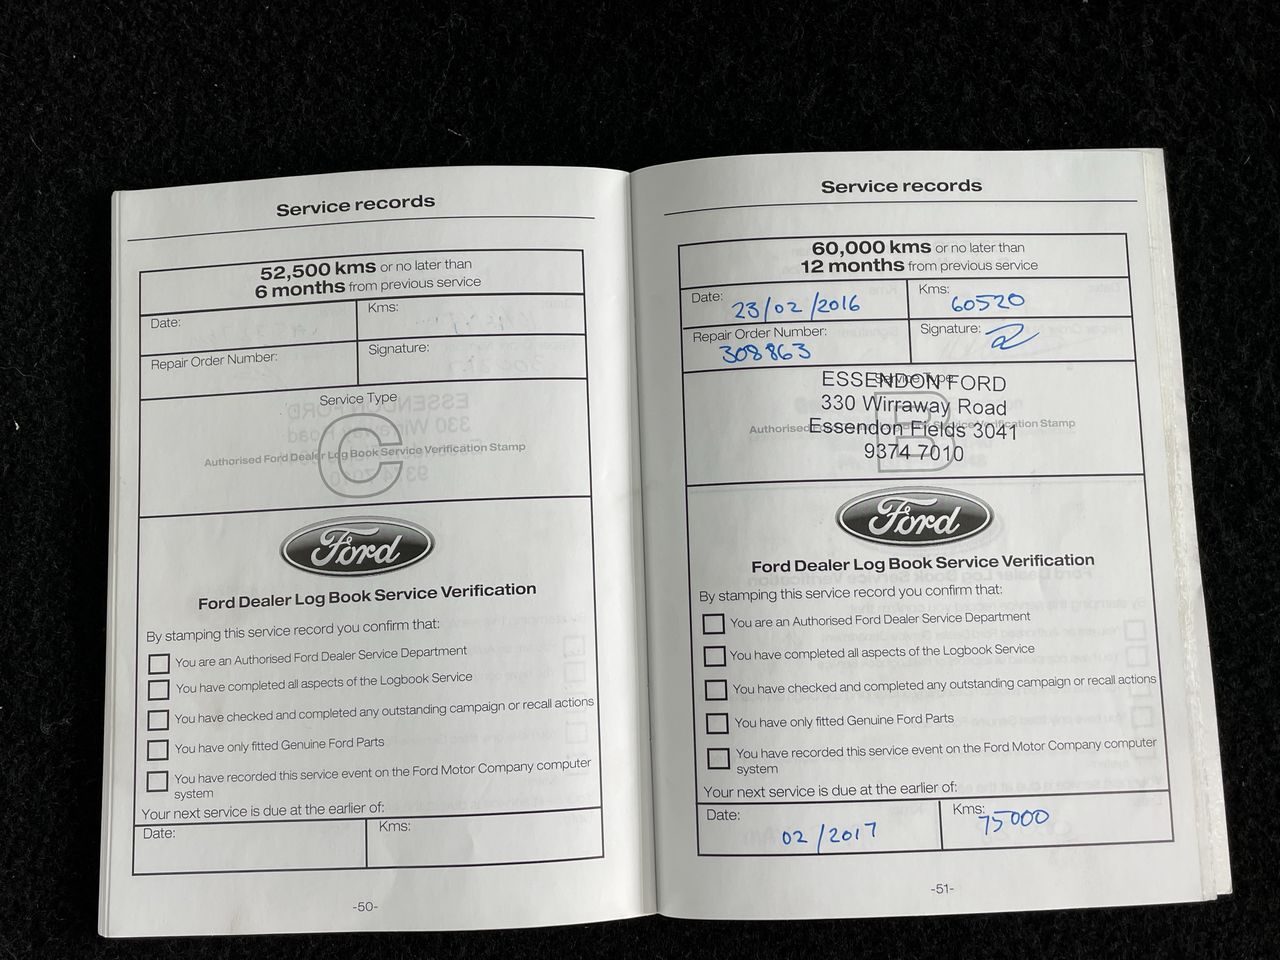 Service records
52,500 kms or no later than
6 months from previous service
Date:
Kms:
Repair Order Number:
Signature:
Service Type
C
Authorised Ford Dealer Log Book Service Verification Stamp
Ford
Ford Dealer Log Book Service Verification
By stamping this service record you confirm that:
You are an Authorised Ford Dealer Service Department
You have completed all aspects of the Logbook Service
You have checked and completed any outstanding campaign or recall actions
You have only fitted Genuine Ford Parts
You have recorded this service event on the Ford Motor Company computer
system
Your next service is due at the earlier of:
Date:
Kms:
-50-
Service records
60,000 kms or no later than
12 months from previous service
Date: 23/02/2016
Kms: 60520
Repair Order Number: 308863
Signature:
Service Type
ESSENDON FORD
330 Wirraway Road
B
Authorised Ford Dealer Log Book Service Verification Stamp
Essendon Fields 3041
9374 7010
Ford
Ford Dealer Log Book Service Verification
By stamping this service record you confirm that:
You are an Authorised Ford Dealer Service Department
You have completed all aspects of the Logbook Service
You have checked and completed any outstanding campaign or recall actions
You have only fitted Genuine Ford Parts
You have recorded this service event on the Ford Motor Company computer
system
Your next service is due at the earlier of:
Date: 02/2017
Kms: 75000
-51-